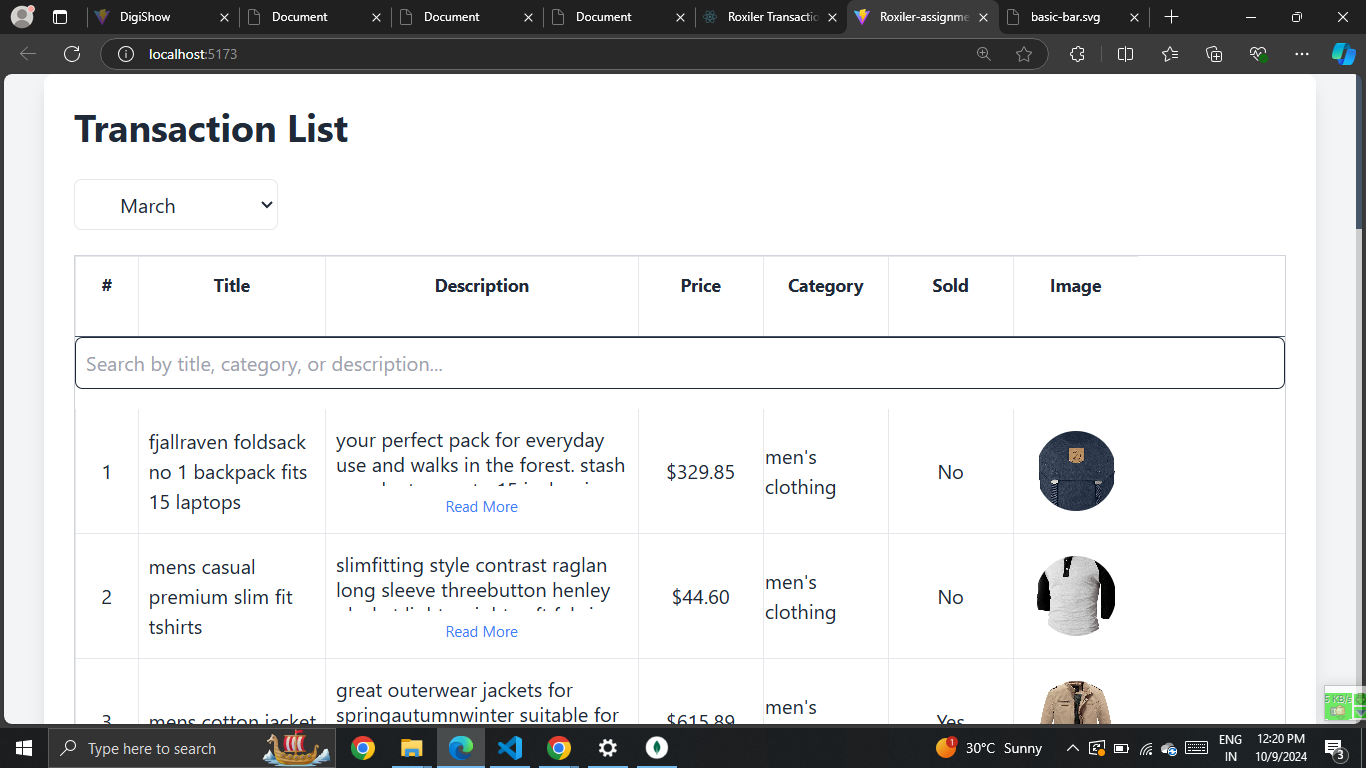 DigiShow
Document
Document
Document
Roxiler Transactio
Roxiler-assignme
basic-bar.svg
localhost:5173
Transaction List
March
# Title Description Price Category Sold Image
Search by title, category, or description...
1
fjallraven foldsack
no 1 backpack fits
15 laptops
your perfect pack for everyday
use and walks in the forest. stash
Read More
$329.85
men's
clothing
No
2
mens casual
premium slim fit
tshirts
slimfitting style contrast raglan
long sleeve threebutton henley
Read More
$44.60
men's
clothing
No
3
mens cotton jacket
great outerwear jackets for
springautumnwinter suitable for
$615.89
men's
Yes
5 KB/s
Type here to search
1
30°C Sunny
ENG
IN
12:20 PM
10/9/2024
3